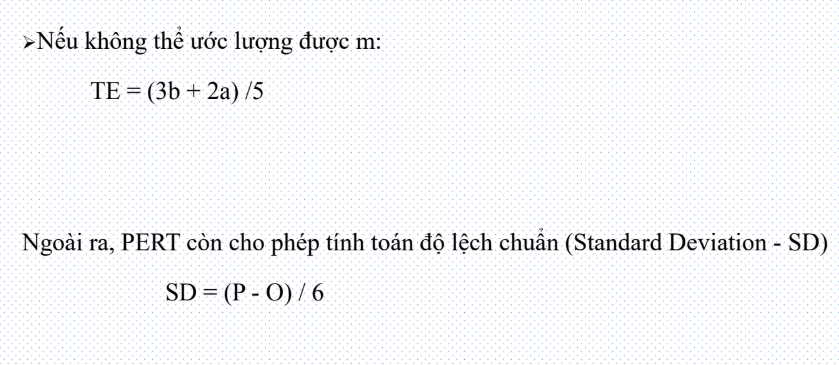 ➢Nếu không thể ước lượng được m:
TE = (3b + 2a) /5
Ngoài ra, PERT còn cho phép tính toán độ lệch chuẩn (Standard Deviation - SD)
SD = (P - O) / 6